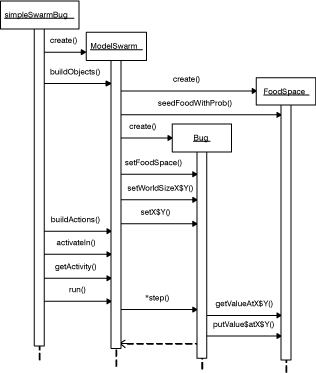 simpleSwarmBug
create()
ModelSwarm
buildObjects()
create()
FoodSpace
seedFoodWithProb()
create()
Bug
setFoodSpace()
setWorldSizeX$Y()
setX$Y()
buildActions()
activateIn()
getActivity()
run()
*step()
getValueAtX$Y()
putValue$atX$Y()